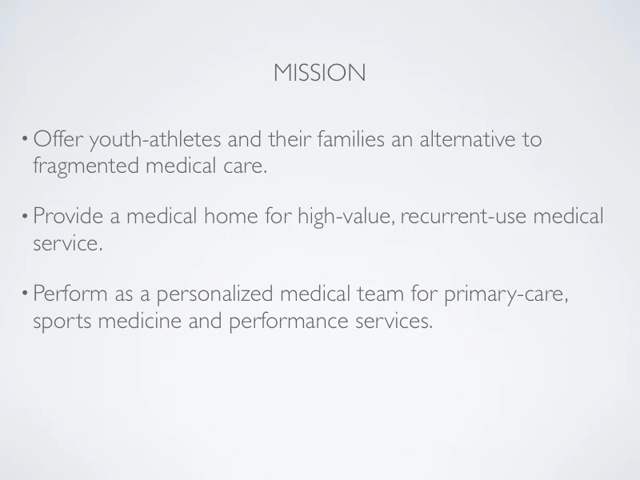 MISSION
• Offer youth-athletes and their families an alternative to
fragmented medical care.
• Provide a medical home for high-value, recurrent-use medical
service.
• Perform as a personalized medical team for primary-care,
sports medicine and performance services.